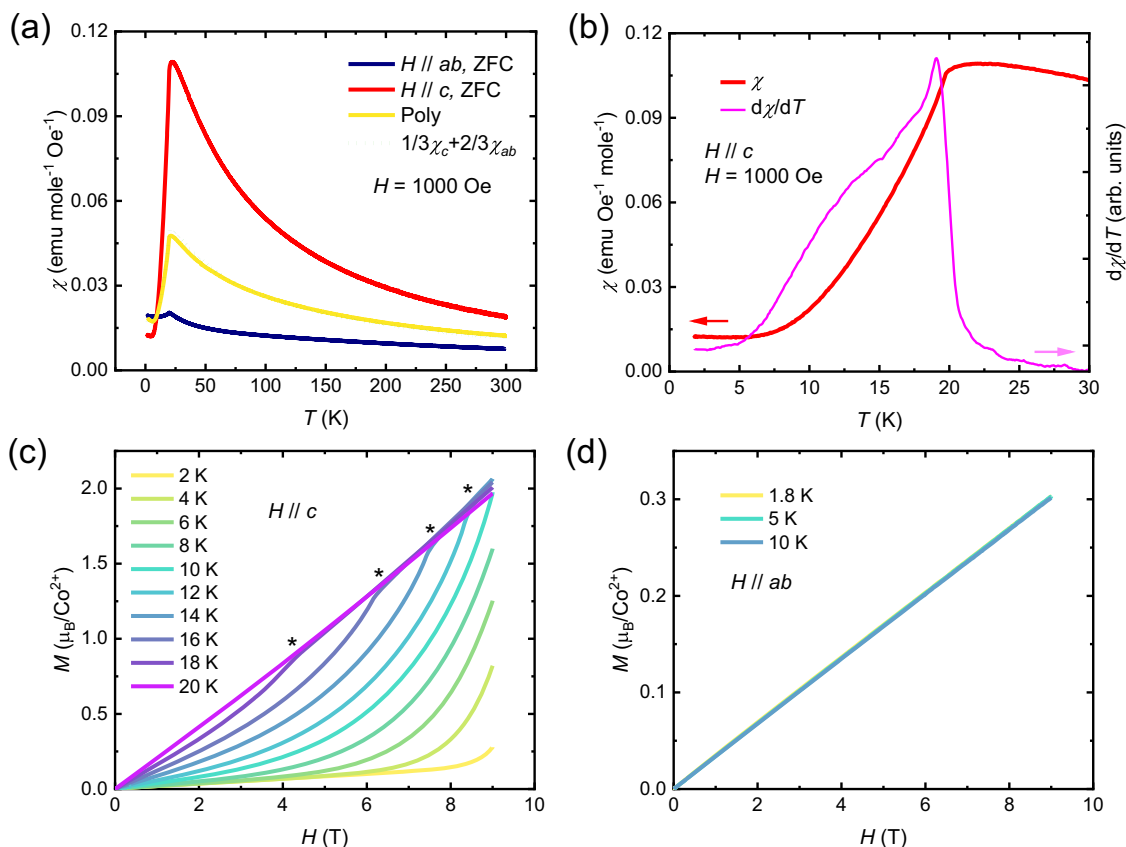 (a)
0.12
0.09
0.06
0.03
0.00
χ (emu mole⁻¹ Oe⁻¹)
H // ab, ZFC
H // c, ZFC
Poly
1/3χc+2/3χab
H = 1000 Oe
0 50 100 150 200 250 300
T (K)
(b)
0.12
0.09
0.06
0.03
0.00
χ (emu Oe⁻¹ mole⁻¹)
χ
dχ/dT
H // c
H = 1000 Oe
dχ/dT (arb. units)
0 5 10 15 20 25 30
T (K)
(c)
2.0
1.5
1.0
0.5
0.0
M (μB/Co²⁺)
2 K
4 K
6 K
8 K
10 K
12 K
14 K
16 K
18 K
20 K
H // c
* * * *
0 2 4 6 8 10
H (T)
(d)
0.3
0.2
0.1
0.0
M (μB/Co²⁺)
1.8 K
5 K
10 K
H // ab
0 2 4 6 8 10
H (T)